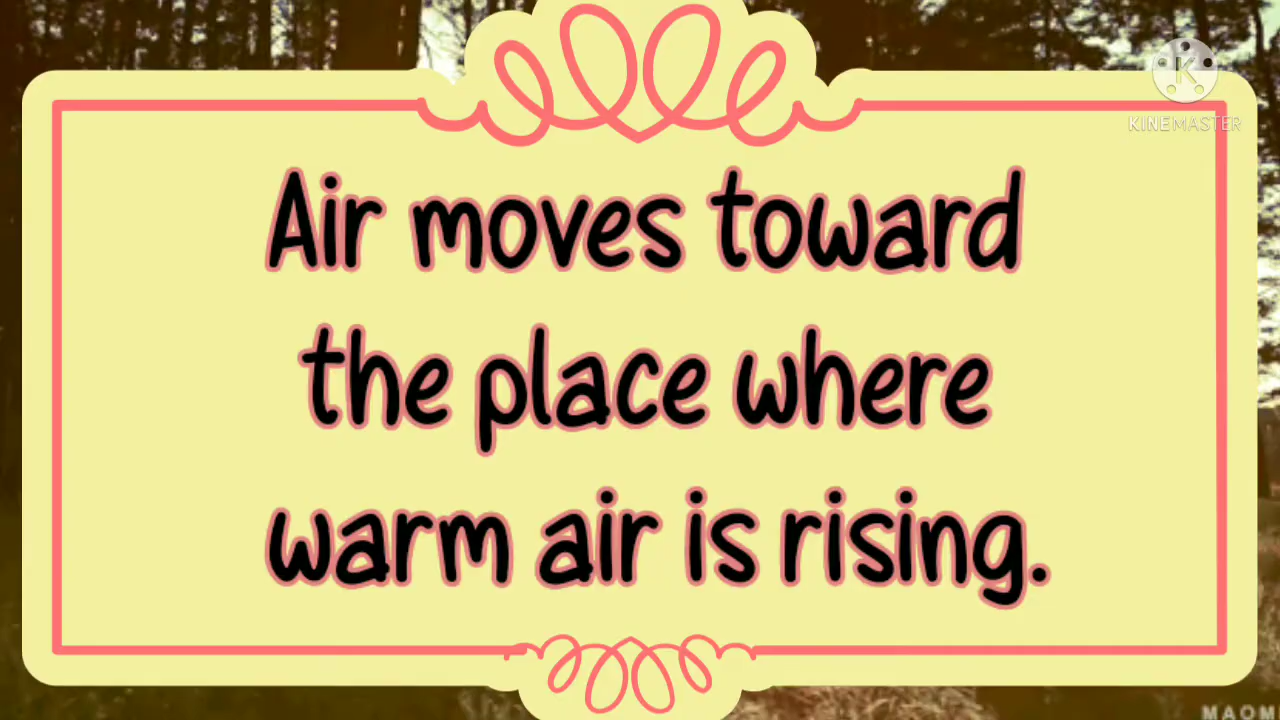 KINEMASTER
Air moves toward
the place where
warm air is rising.